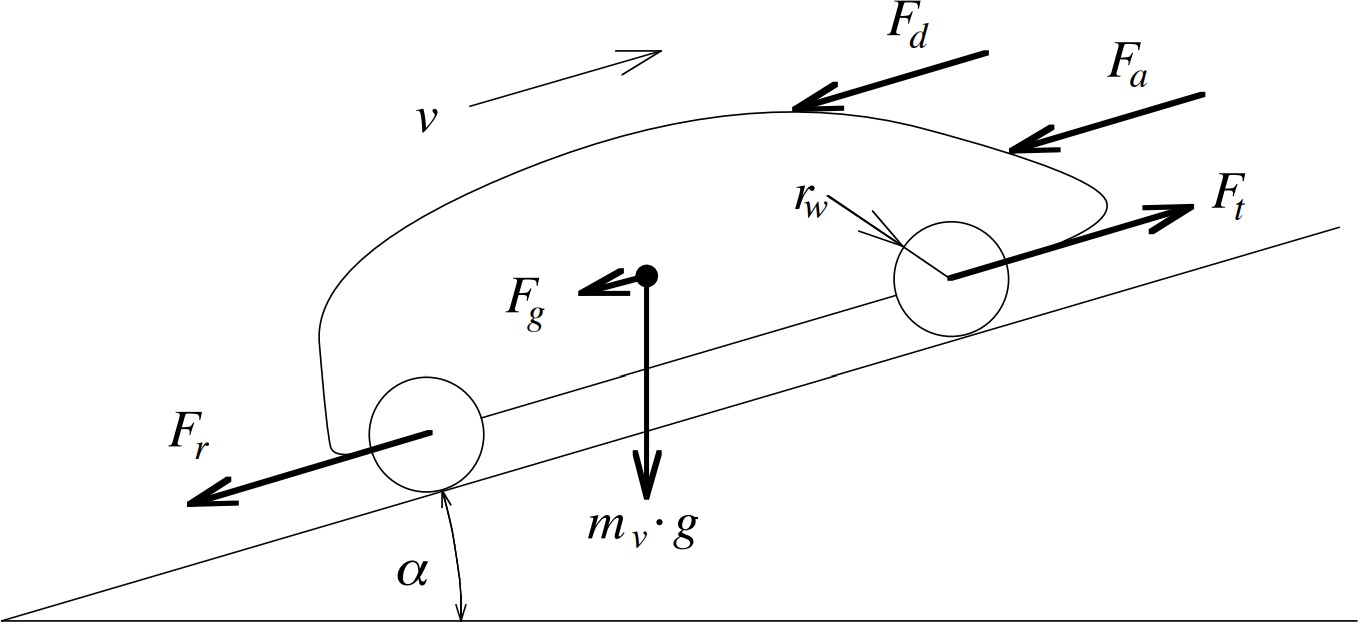 F_d
F_a
v
r_w
F_t
F_g
F_r
m_v · g
α